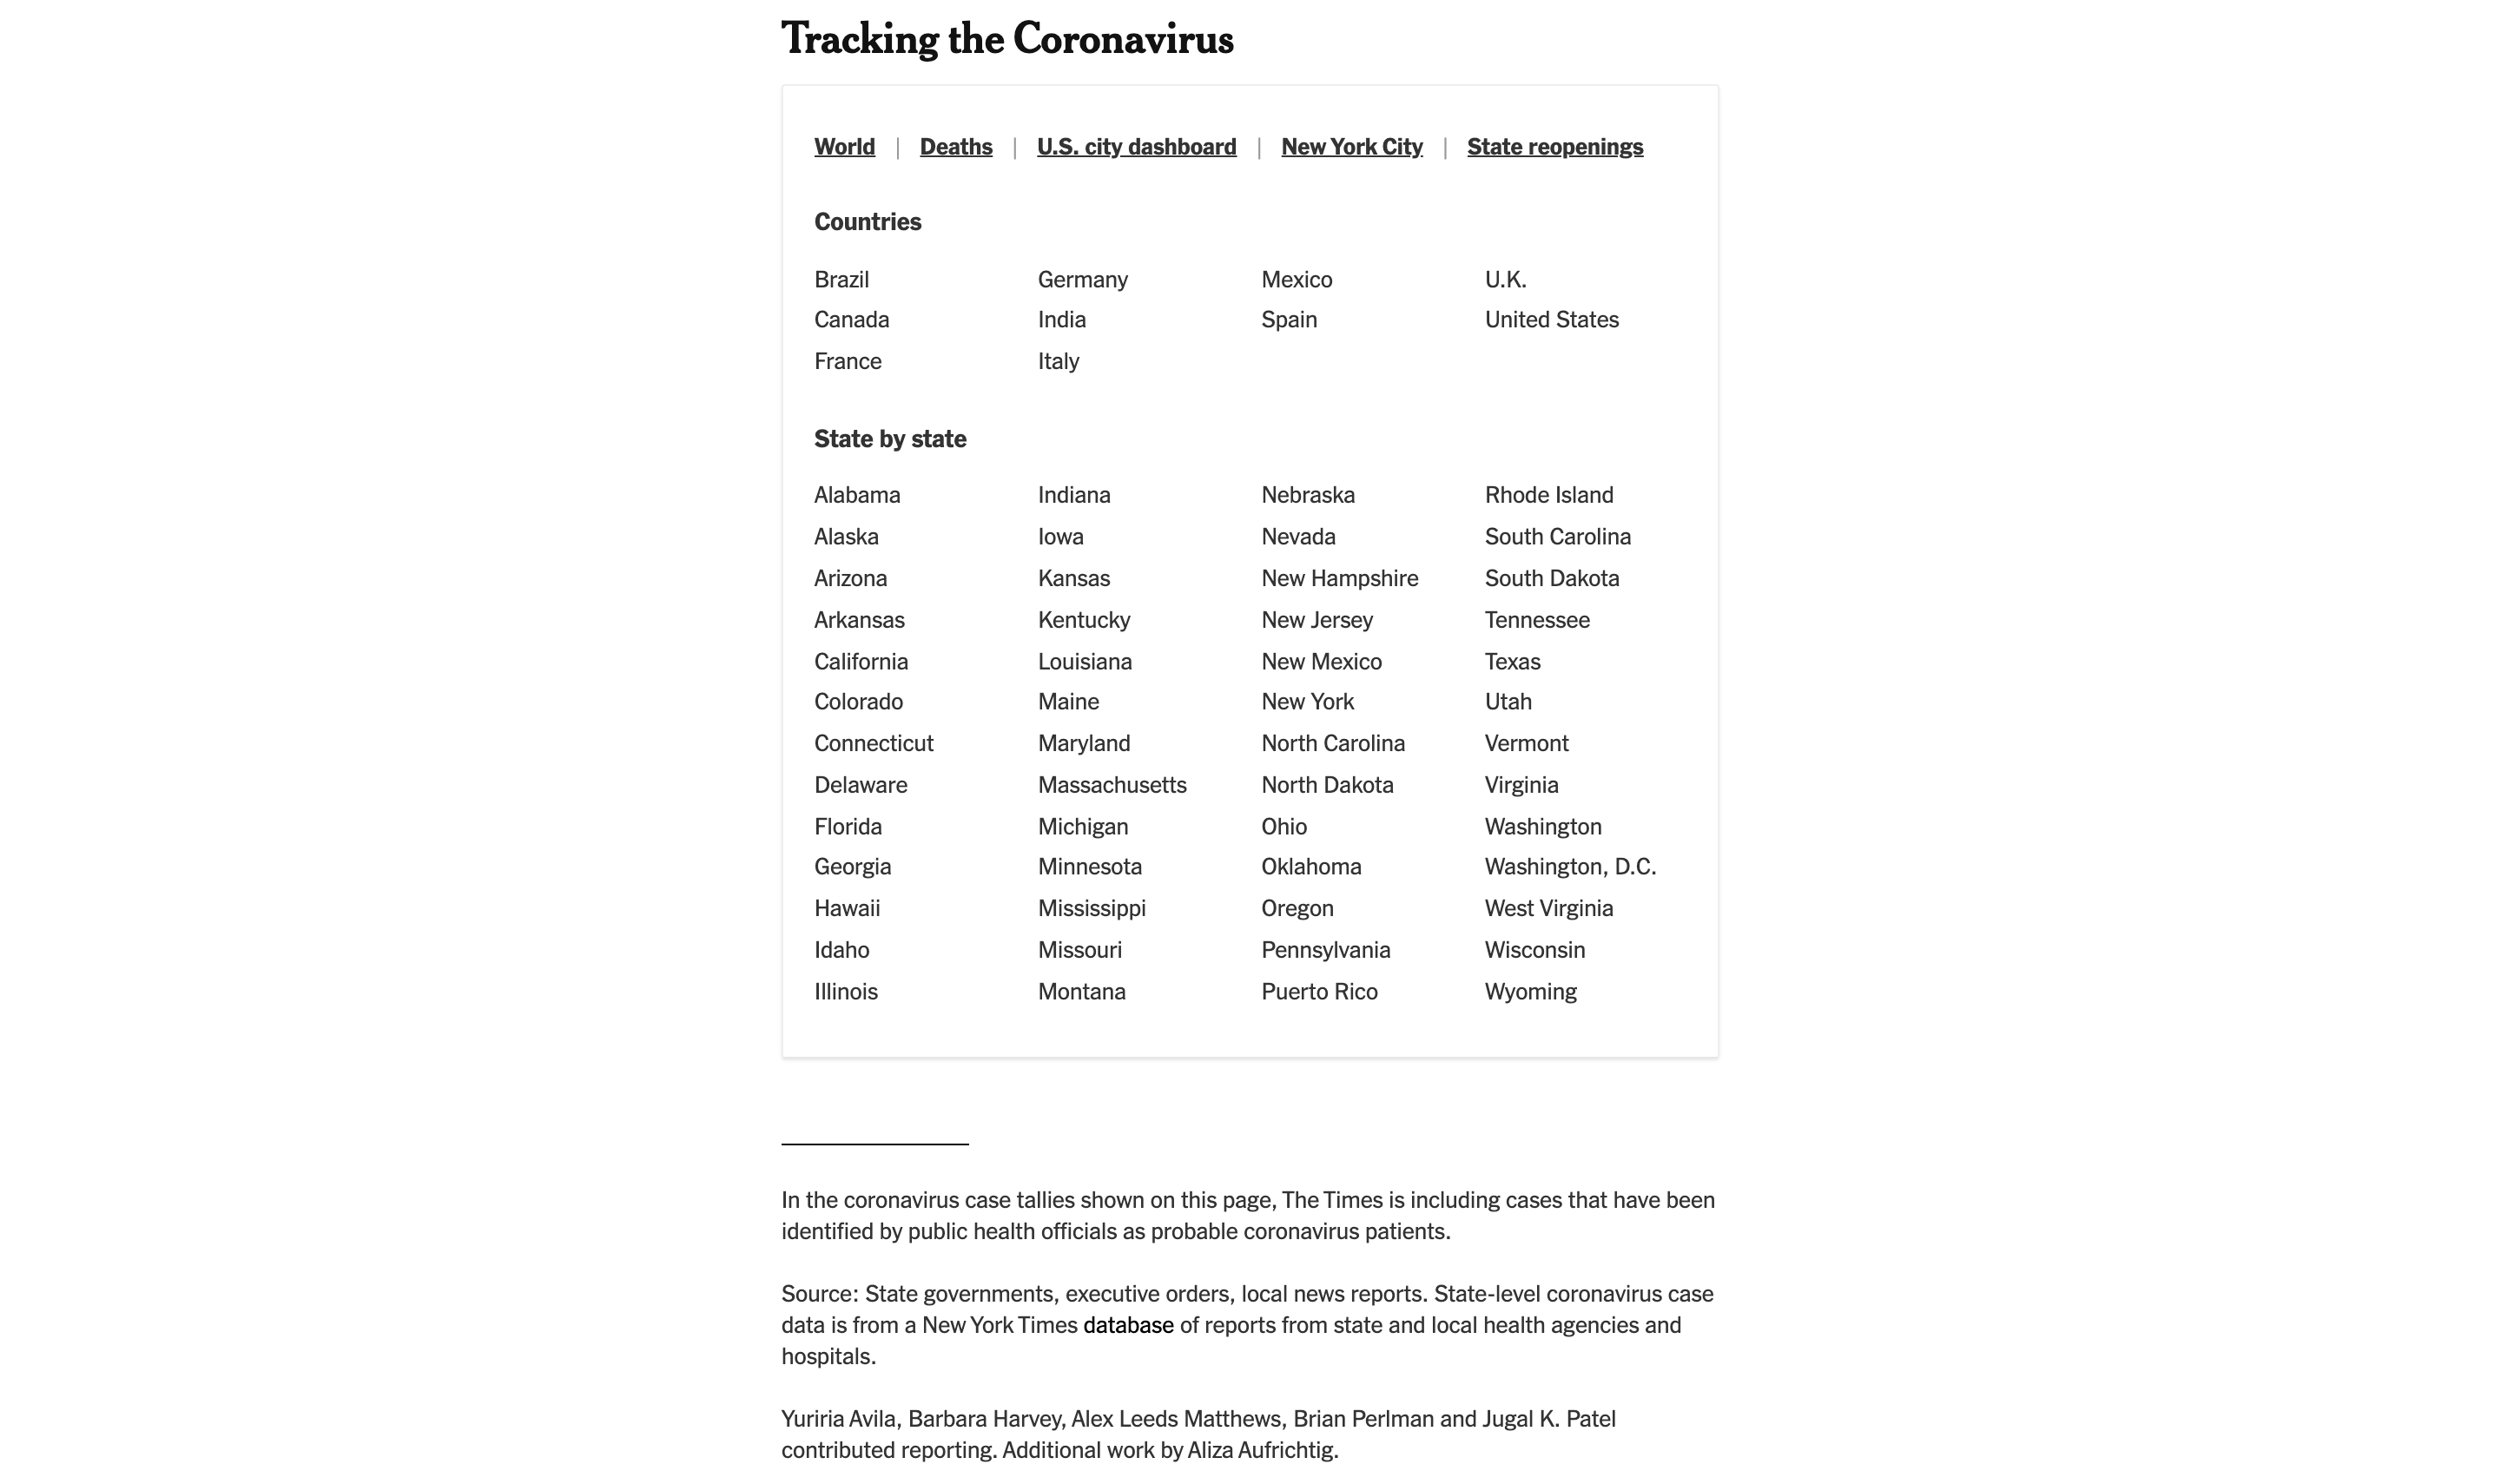 Tracking the Coronavirus
World | Deaths | U.S. city dashboard | New York City | State reopenings
Countries
Brazil Germany Mexico U.K.
Canada India Spain United States
France Italy
State by state
Alabama Indiana Nebraska Rhode Island
Alaska Iowa Nevada South Carolina
Arizona Kansas New Hampshire South Dakota
Arkansas Kentucky New Jersey Tennessee
California Louisiana New Mexico Texas
Colorado Maine New York Utah
Connecticut Maryland North Carolina Vermont
Delaware Massachusetts North Dakota Virginia
Florida Michigan Ohio Washington
Georgia Minnesota Oklahoma Washington, D.C.
Hawaii Mississippi Oregon West Virginia
Idaho Missouri Pennsylvania Wisconsin
Illinois Montana Puerto Rico Wyoming
In the coronavirus case tallies shown on this page, The Times is including cases that have been
identified by public health officials as probable coronavirus patients.
Source: State governments, executive orders, local news reports. State-level coronavirus case
data is from a New York Times database of reports from state and local health agencies and
hospitals.
Yuriria Avila, Barbara Harvey, Alex Leeds Matthews, Brian Perlman and Jugal K. Patel
contributed reporting. Additional work by Aliza Aufrichtig.